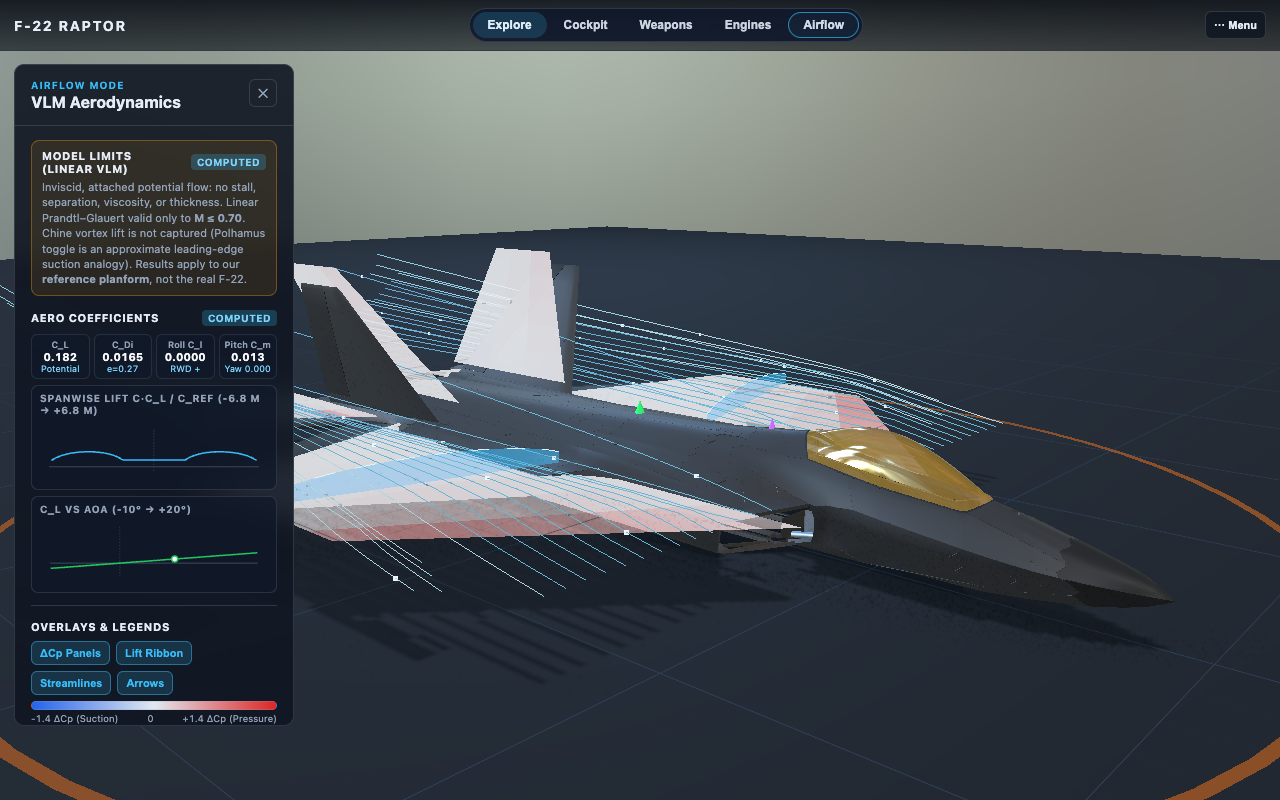 F-22 RAPTOR
Explore
Cockpit
Weapons
Engines
Airflow
··· Menu
AIRFLOW MODE
VLM Aerodynamics
MODEL LIMITS
(LINEAR VLM)
COMPUTED
Inviscid, attached potential flow: no stall,
separation, viscosity, or thickness. Linear
Prandtl–Glauert valid only to M ≤ 0.70.
Chine vortex lift is not captured (Polhamus
toggle is an approximate leading-edge
suction analogy). Results apply to our
reference planform, not the real F-22.
AERO COEFFICIENTS
COMPUTED
C_L
0.182
Potential
C_Di
0.0165
e=0.27
Roll C_l
0.0000
RWD +
Pitch C_m
0.013
Yaw 0.000
SPANWISE LIFT C·C_L / C_REF (-6.8 M
→ +6.8 M)
C_L VS AOA (-10° → +20°)
OVERLAYS & LEGENDS
ΔCp Panels
Lift Ribbon
Streamlines
Arrows
-1.4 ΔCp (Suction)
0
+1.4 ΔCp (Pressure)